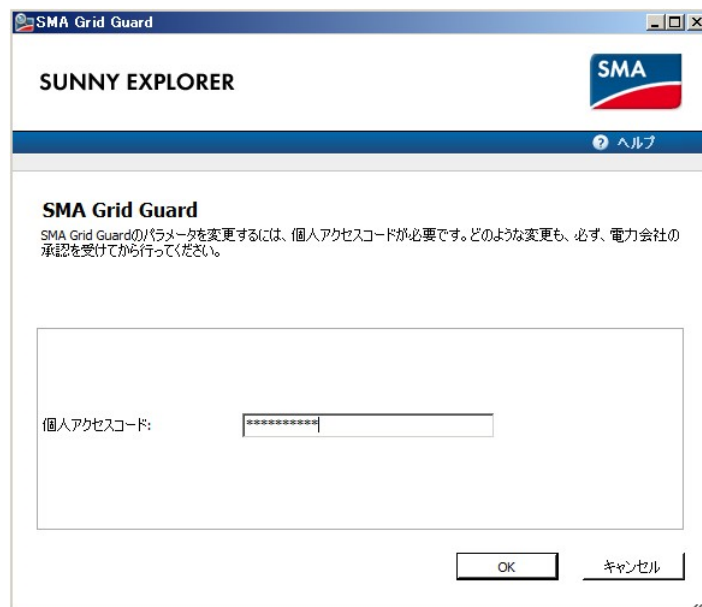 SMA Grid Guard
SUNNY EXPLORER
SMA
? ヘルプ
SMA Grid Guard
SMA Grid Guardのパラメータを変更するには、個人アクセスコードが必要です。どのような変更も、必ず、電力会社の
承認を受けてから行ってください。
個人アクセスコード: **********
OK キャンセル